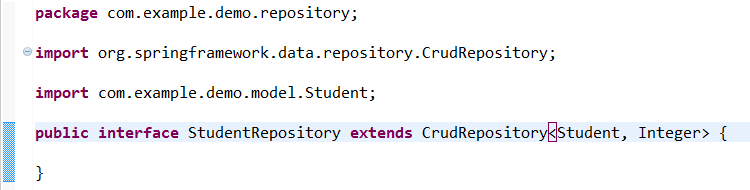 package com.example.demo.repository;
import org.springframework.data.repository.CrudRepository;
import com.example.demo.model.Student;
public interface StudentRepository extends CrudRepository<Student, Integer> {
}